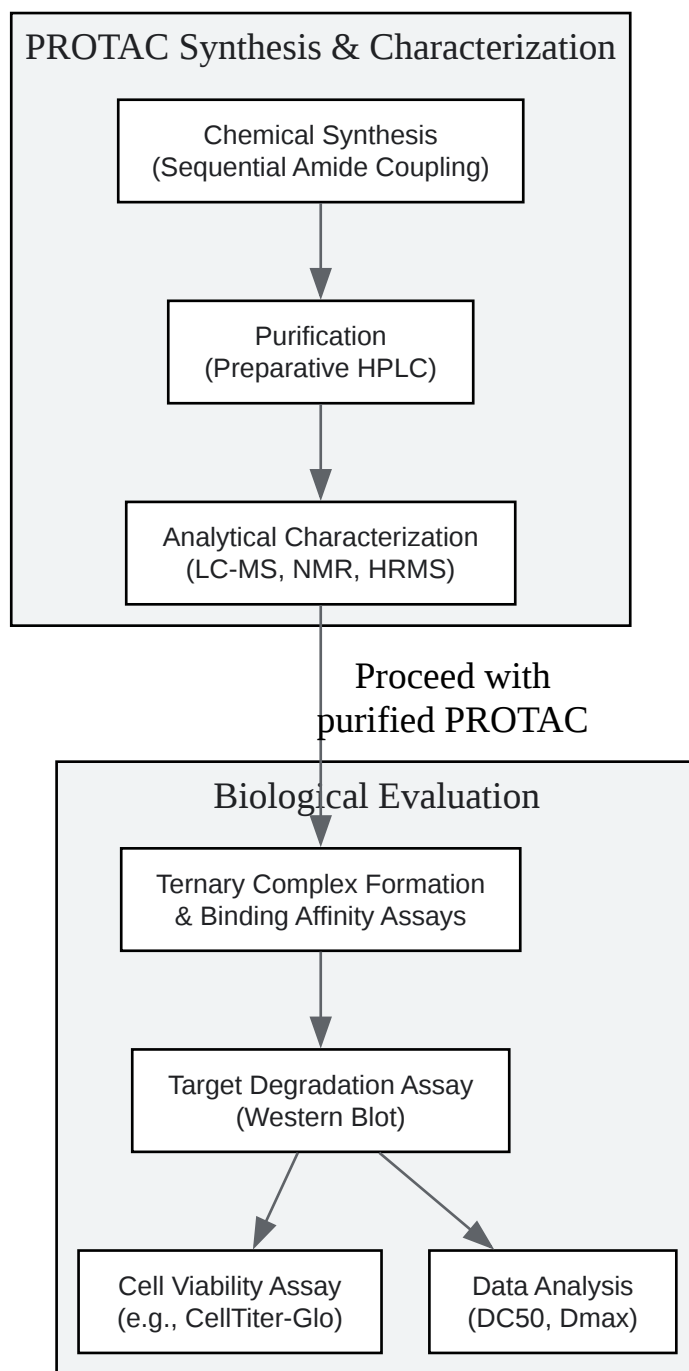 PROTAC Synthesis & Characterization
Chemical Synthesis
(Sequential Amide Coupling)
Purification
(Preparative HPLC)
Analytical Characterization
(LC-MS, NMR, HRMS)
Proceed with
purified PROTAC
Biological Evaluation
Ternary Complex Formation
& Binding Affinity Assays
Target Degradation Assay
(Western Blot)
Cell Viability Assay
(e.g., CellTiter-Glo)
Data Analysis
(DC50, Dmax)